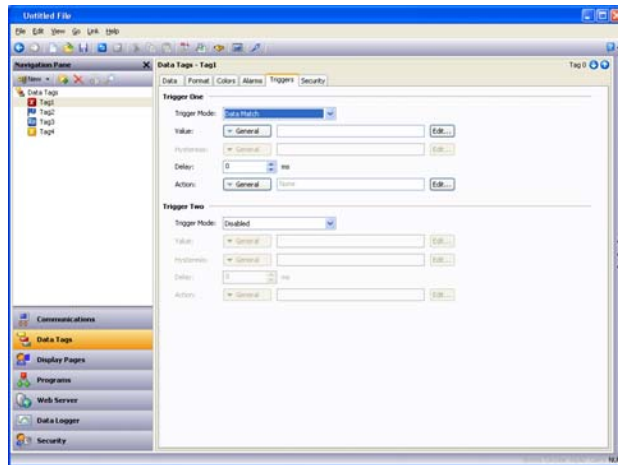 Untitled File
File Edit View Go Link Help
Navigation Pane
New
Data Tags
Tag1
Tag2
Tag3
Tag4
Communications
Data Tags
Display Pages
Programs
Web Server
Data Logger
Security
Data Tags - Tag1
Tag 0
Data Format Colors Alarms Triggers Security
Trigger One
Trigger Mode: Data Match
Value: General Edit...
Hysteresis: General
Delay: 0 ms
Action: General None Edit...
Trigger Two
Trigger Mode: Disabled
Value: General Edit...
Hysteresis: General Edit...
Delay: 0 ms
Action: General Edit...